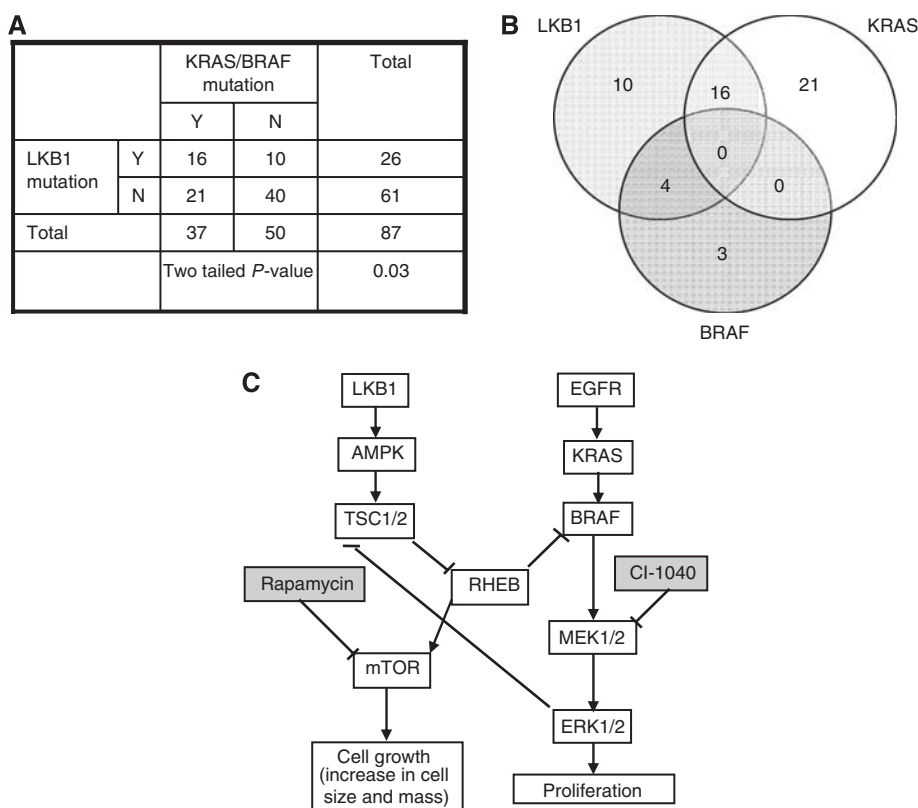 A
KRAS/BRAF
mutation
Total
Y
N
LKB1
mutation
Y
16
10
26
N
21
40
61
Total
37
50
87
Two tailed P-value
0.03
B
LKB1
KRAS
10
16
21
0
4
0
3
BRAF
C
LKB1
EGFR
AMPK
KRAS
TSC1/2
BRAF
Rapamycin
RHEB
CI-1040
mTOR
MEK1/2
ERK1/2
Cell growth
(increase in cell
size and mass)
Proliferation